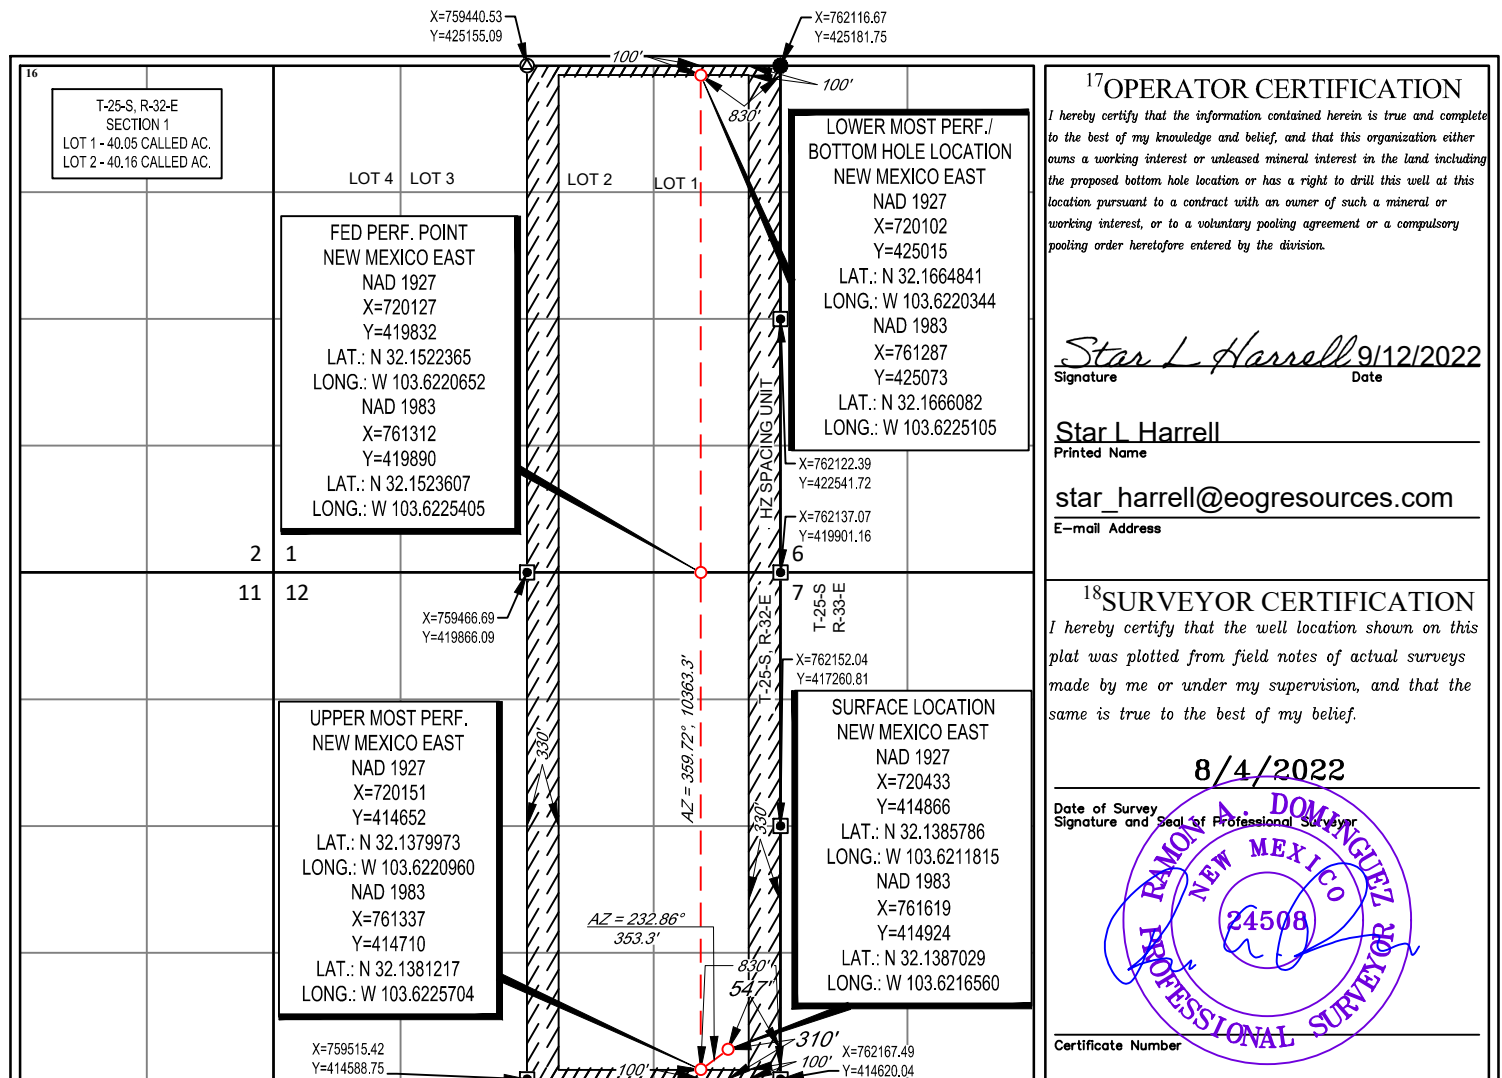 X=759440.53
Y=425155.09
X=762116.67
Y=425181.75
16
T-25-S, R-32-E
SECTION 1
LOT 1 - 40.05 CALLED AC.
LOT 2 - 40.16 CALLED AC.
100'
100'
830'
LOT 4
LOT 3
LOT 2
LOT 1
LOWER MOST PERF./
BOTTOM HOLE LOCATION
NEW MEXICO EAST
NAD 1927
X=720102
Y=425015
LAT.: N 32.1664841
LONG.: W 103.6220344
NAD 1983
X=761287
Y=425073
LAT.: N 32.1666082
LONG.: W 103.6225105
FED PERF. POINT
NEW MEXICO EAST
NAD 1927
X=720127
Y=419832
LAT.: N 32.1522365
LONG.: W 103.6220652
NAD 1983
X=761312
Y=419890
LAT.: N 32.1523607
LONG.: W 103.6225405
HZ SPACING UNIT
X=762122.39
Y=422541.72
X=762137.07
Y=419901.16
2
1
6
11
12
7
T-25-S
R-33-E
T-25-S, R-32-E
X=759466.69
Y=419866.09
X=762152.04
Y=417260.81
AZ = 359.72°, 10363.3'
330'
330'
UPPER MOST PERF.
NEW MEXICO EAST
NAD 1927
X=720151
Y=414652
LAT.: N 32.1379973
LONG.: W 103.6220960
NAD 1983
X=761337
Y=414710
LAT.: N 32.1381217
LONG.: W 103.6225704
SURFACE LOCATION
NEW MEXICO EAST
NAD 1927
X=720433
Y=414866
LAT.: N 32.1385786
LONG.: W 103.6211815
NAD 1983
X=761619
Y=414924
LAT.: N 32.1387029
LONG.: W 103.6216560
AZ = 232.86°
353.3'
830'
547'
310'
100'
100'
X=759515.42
Y=414588.75
X=762167.49
Y=414620.04
17OPERATOR CERTIFICATION
I hereby certify that the information contained herein is true and complete
to the best of my knowledge and belief, and that this organization either
owns a working interest or unleased mineral interest in the land including
the proposed bottom hole location or has a right to drill this well at this
location pursuant to a contract with an owner of such a mineral or
working interest, or to a voluntary pooling agreement or a compulsory
pooling order heretofore entered by the division.
Star L Harrell 9/12/2022
Signature Date
Star L Harrell
Printed Name
star_harrell@eogresources.com
E-mail Address
18SURVEYOR CERTIFICATION
I hereby certify that the well location shown on this
plat was plotted from field notes of actual surveys
made by me or under my supervision, and that the
same is true to the best of my belief.
8/4/2022
Date of Survey
Signature and Seal of Professional Surveyor
RAMON A. DOMINGUEZ
NEW MEXICO
24508
PROFESSIONAL SURVEYOR
Certificate Number